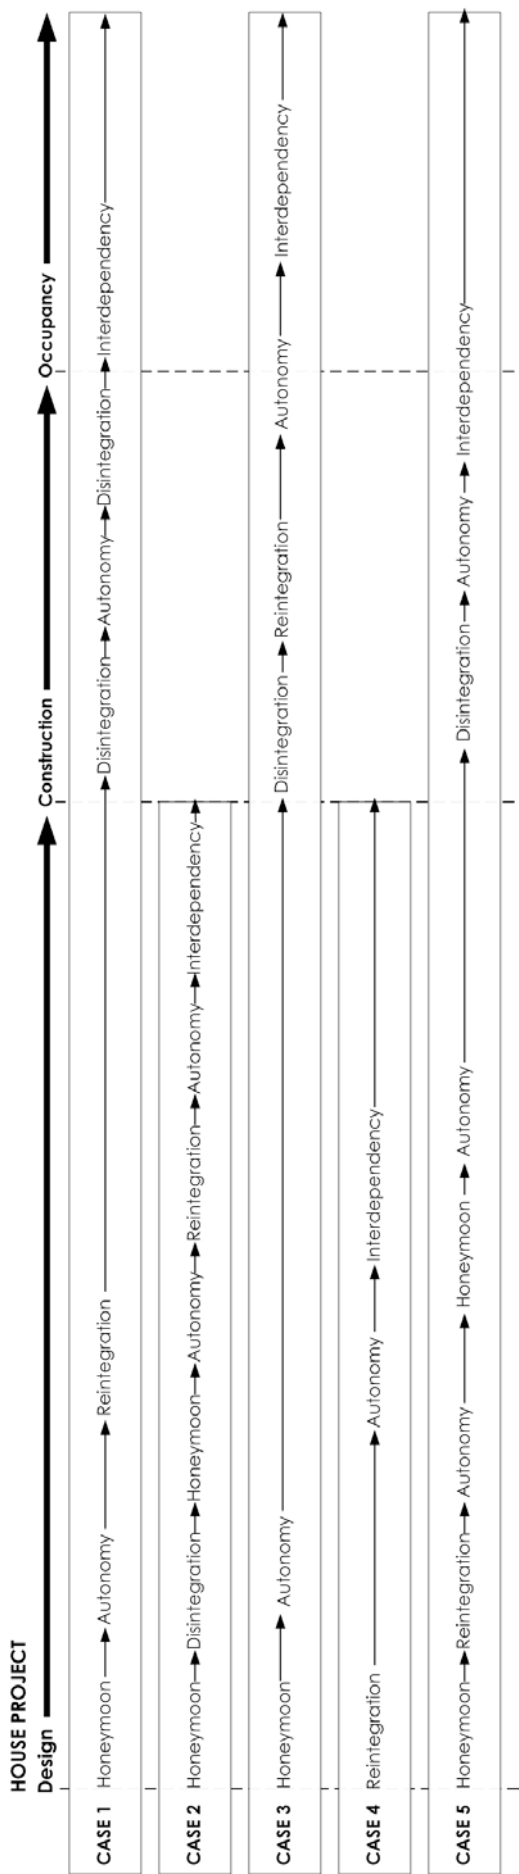 HOUSE PROJECT
Design Construction Occupancy
CASE 1 Honeymoon Autonomy Reintegration Disintegration Autonomy Disintegration Interdependency
CASE 2 Honeymoon Disintegration Honeymoon Autonomy Reintegration Autonomy Interdependency
CASE 3 Honeymoon Autonomy Disintegration Reintegration Autonomy Interdependency
CASE 4 Reintegration Autonomy Interdependency
CASE 5 Honeymoon Reintegration Autonomy Honeymoon Autonomy Disintegration Autonomy Interdependency